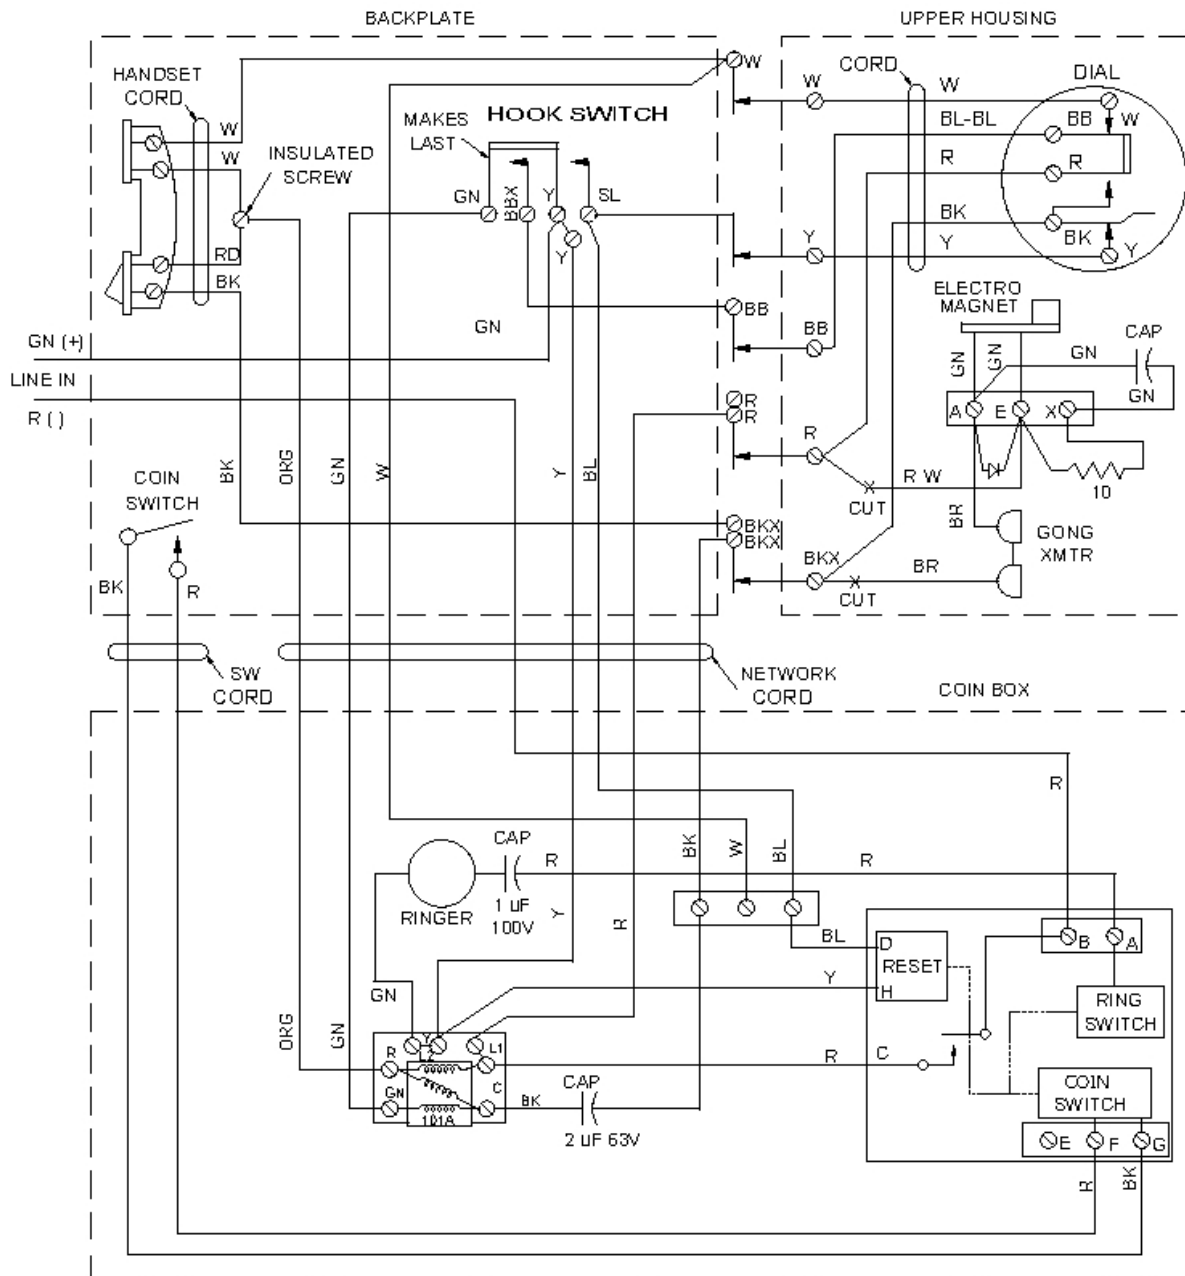 BACKPLATE
UPPER HOUSING
HANDSET
CORD
W
W
INSULATED
SCREW
RD
BK
MAKES
LAST
HOOK SWITCH
GN
BBX
Y
SL
Y
GN
W
W
CORD
W
DIAL
BL-BL
BB
W
R
R
BK
BK
Y
Y
Y
BB
BB
ELECTRO
MAGNET
GN
GN
GN
CAP
GN
A
E
X
10
GN (+)
LINE IN
R ( )
R
R
R
R W
CUT
COIN
SWITCH
BK
ORG
GN
W
Y
BL
BKX
BKX
BKX
BR
BR
CUT
GONG
XMTR
BK
R
SW
CORD
NETWORK
CORD
COIN BOX
R
CAP
R
BK
W
BL
R
RINGER
1 uF
100V
Y
R
BL
D
RESET
H
B
A
Y
RING
SWITCH
GN
ORG
GN
R
Y
L2
L1
C
GN
101A
BK
CAP
2 uF 63V
R
C
COIN
SWITCH
E
F
G
R
BK